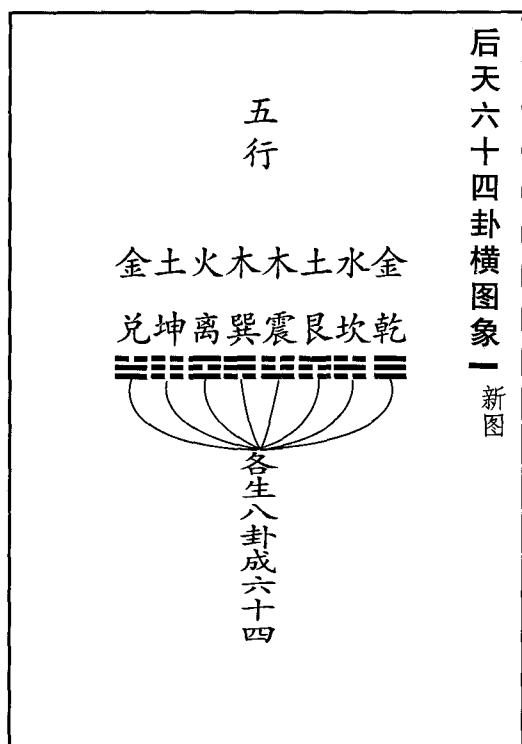 后天六十四卦横图象一
新图
五行
金土火木木土水金
兑坤离巽震艮坎乾
各生八卦成六十四